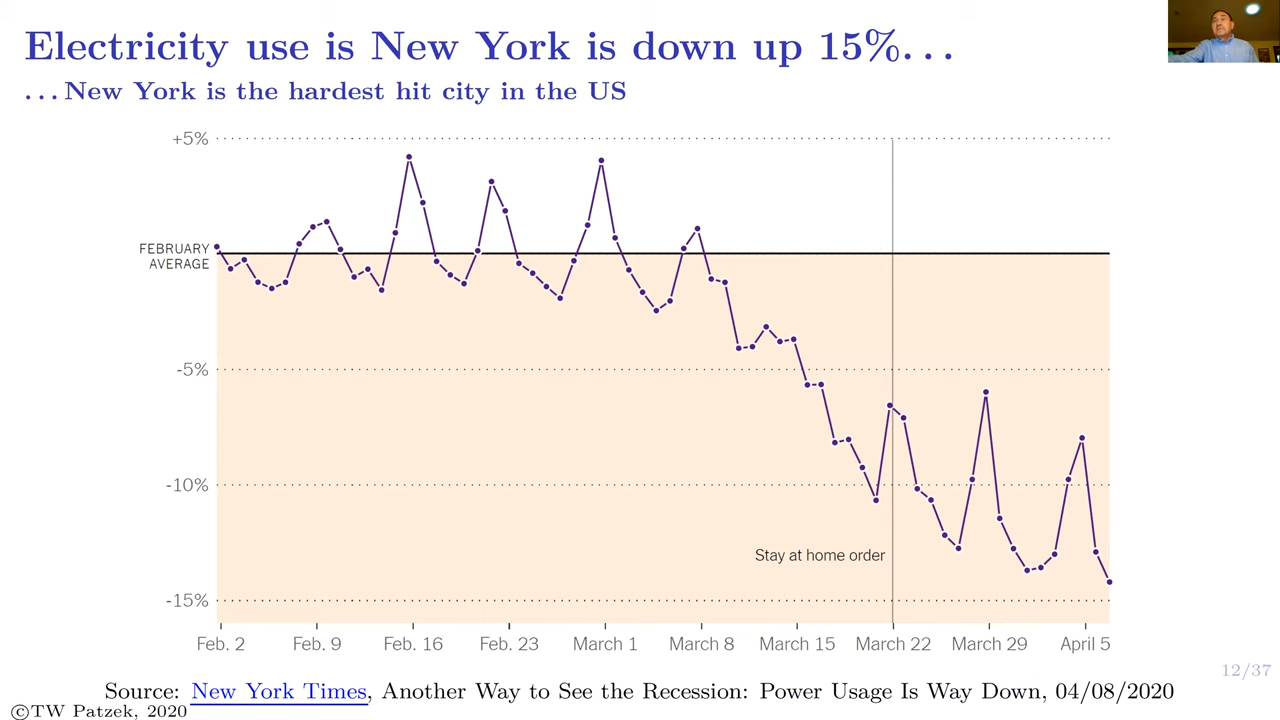 Electricity use is New York is down up 15%...
...New York is the hardest hit city in the US
+5%
FEBRUARY
AVERAGE
-5%
-10%
-15%
Stay at home order
Feb. 2 Feb. 9 Feb. 16 Feb. 23 March 1 March 8 March 15 March 22 March 29 April 5
12/37
Source: New York Times, Another Way to See the Recession: Power Usage Is Way Down, 04/08/2020
©TW Patzek, 2020